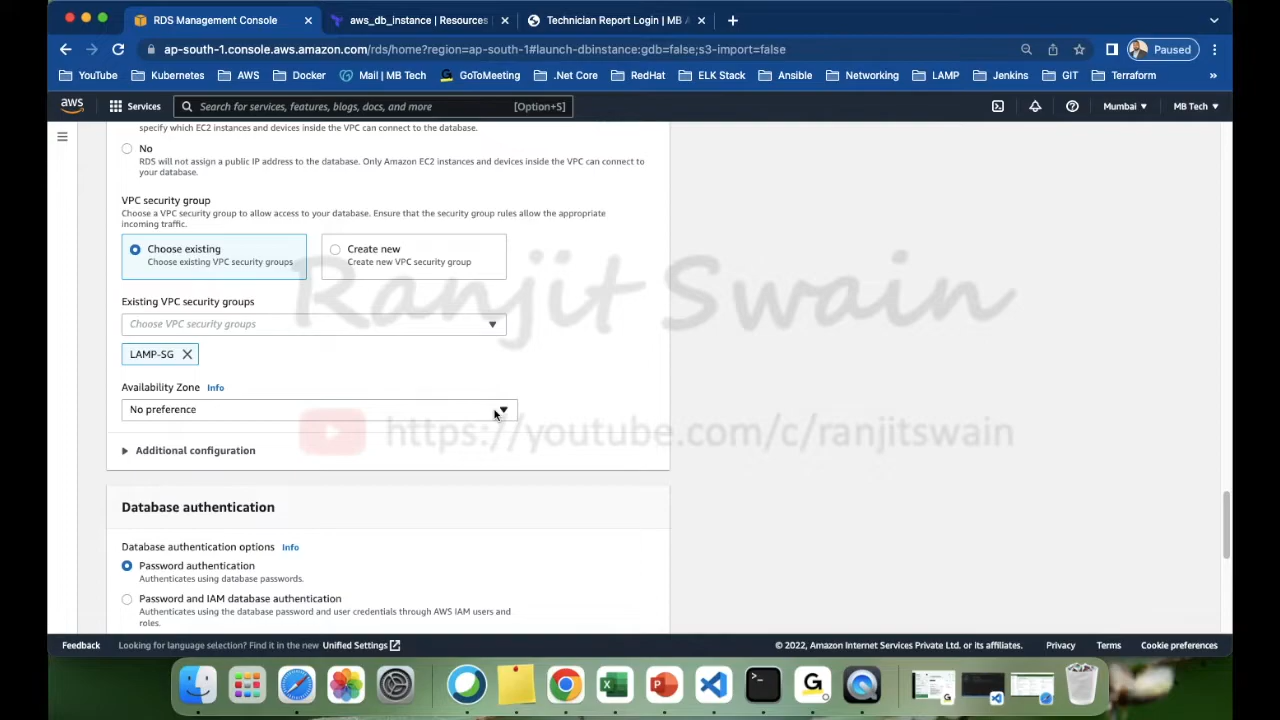 RDS Management Console
aws_db_instance | Resources
Technician Report Login | MB A
ap-south-1.console.aws.amazon.com/rds/home?region=ap-south-1#launch-dbinstance:gdb=false;s3-import=false
Paused
YouTube
Kubernetes
AWS
Docker
Mail | MB Tech
GoToMeeting
.Net Core
RedHat
ELK Stack
Ansible
Networking
LAMP
Jenkins
GIT
Terraform
»
aws
Services
Search for services, features, blogs, docs, and more
[Option+S]
Mumbai
MB Tech
specify which EC2 instances and devices inside the VPC can connect to the database.
No
RDS will not assign a public IP address to the database. Only Amazon EC2 instances and devices inside the VPC can connect to
your database.
VPC security group
Choose a VPC security group to allow access to your database. Ensure that the security group rules allow the appropriate
incoming traffic.
Choose existing
Choose existing VPC security groups
Create new
Create new VPC security group
Ranjit Swain
Existing VPC security groups
Choose VPC security groups
LAMP-SG
Availability Zone Info
No preference
https://youtube.com/c/ranjitswain
Additional configuration
Database authentication
Database authentication options Info
Password authentication
Authenticates using database passwords.
Password and IAM database authentication
Authenticates using the database password and user credentials through AWS IAM users and
roles.
Feedback
Looking for language selection? Find it in the new Unified Settings
© 2022, Amazon Internet Services Private Ltd. or its affiliates.
Privacy
Terms
Cookie preferences